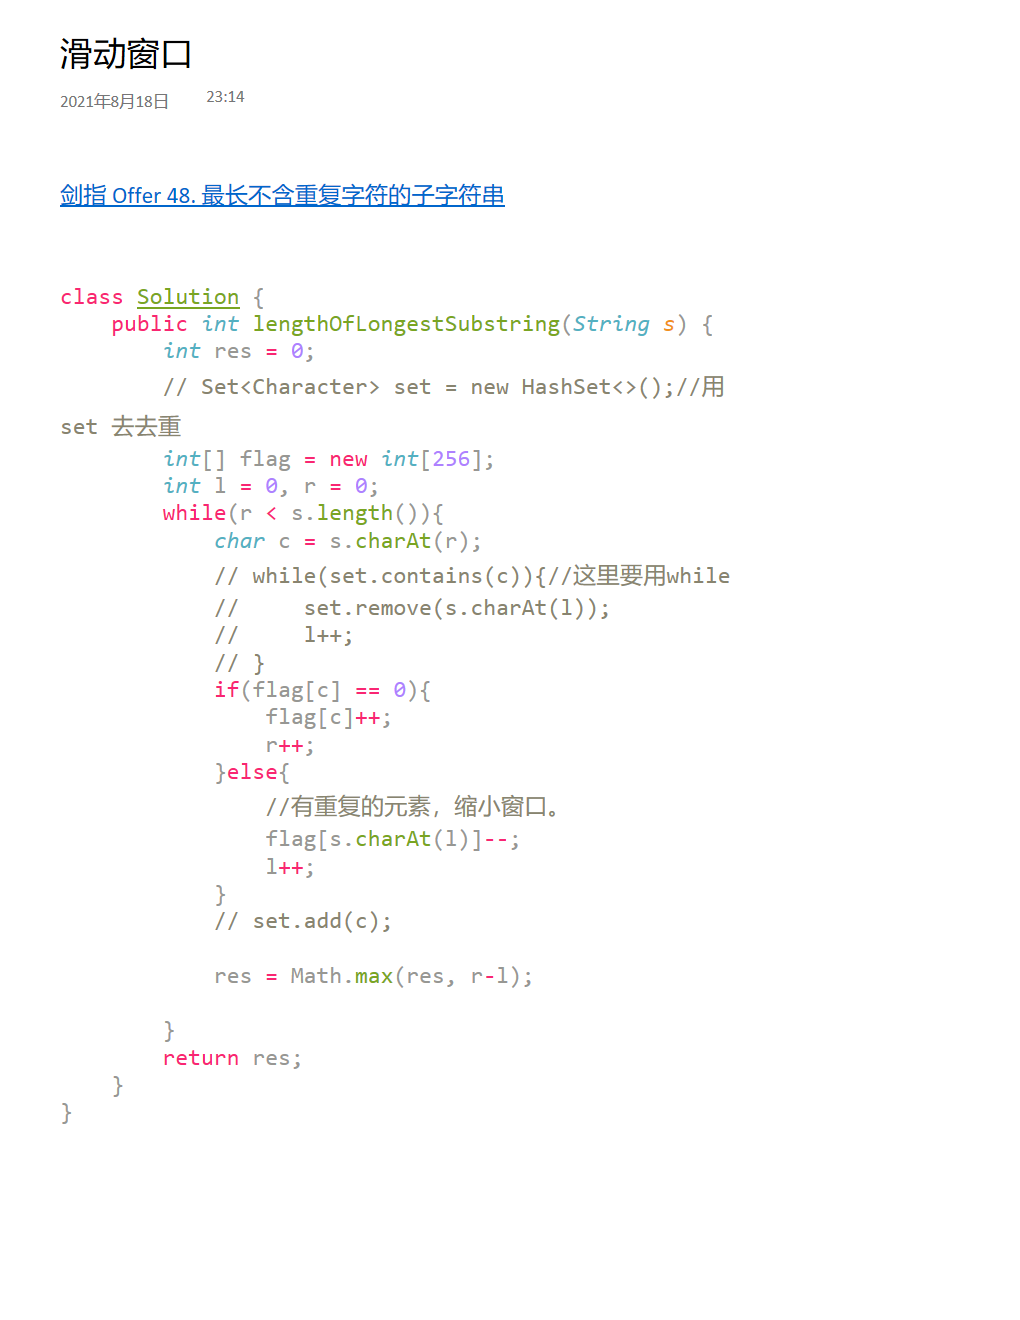 滑动窗口
2021年8月18日 23:14
剑指 Offer 48. 最长不含重复字符的子字符串
class Solution {
    public int lengthOfLongestSubstring(String s) {
        int res = 0;
        // Set<Character> set = new HashSet<>();//用
set 去去重
        int[] flag = new int[256];
        int l = 0, r = 0;
        while(r < s.length()){
            char c = s.charAt(r);
            // while(set.contains(c)){//这里要用while
            //     set.remove(s.charAt(l));
            //     l++;
            // }
            if(flag[c] == 0){
                flag[c]++;
                r++;
            }else{
                //有重复的元素，缩小窗口。
                flag[s.charAt(l)]--;
                l++;
            }
            // set.add(c);
            res = Math.max(res, r-l);
        }
        return res;
    }
}